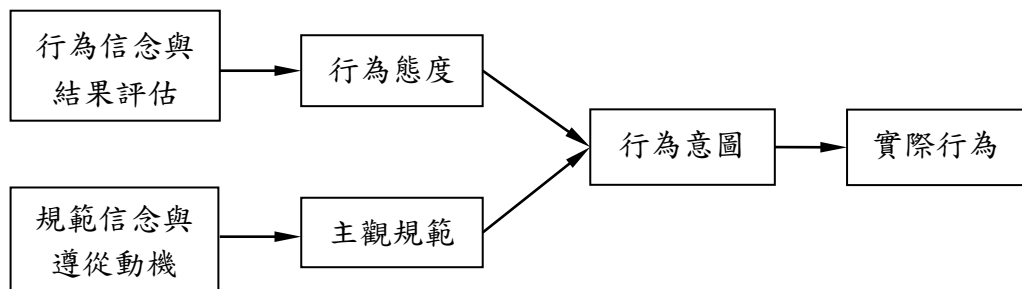 行為信念與
結果評估
行為態度
行為意圖
實際行為
規範信念與
遵從動機
主觀規範